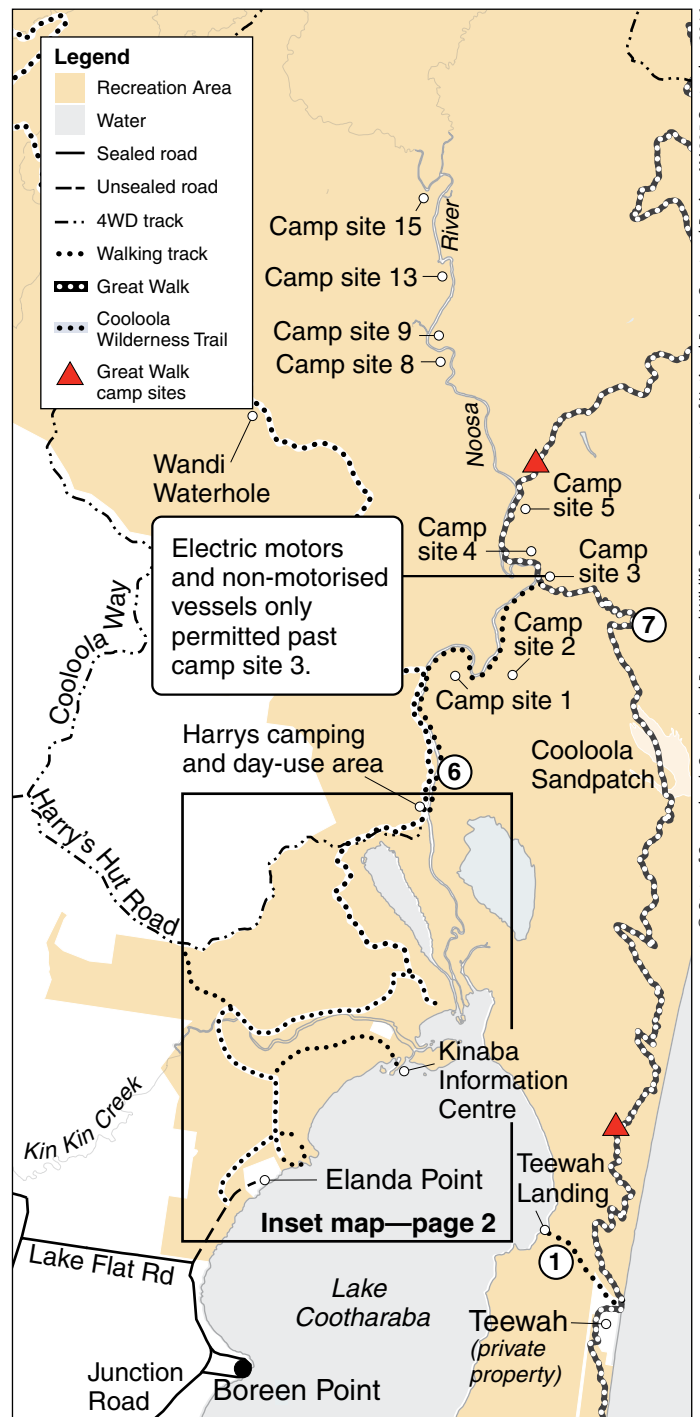 Legend
Recreation Area
Water
Sealed road
Unsealed road
4WD track
Walking track
Great Walk
Cooloola
Wilderness Trail
Great Walk
camp sites
Camp site 15
River
Camp site 13
Camp site 9
Camp site 8
Noosa
Wandi
Waterhole
Camp
site 5
Camp
site 4
Camp
site 3
Electric motors
and non-motorised
vessels only
permitted past
camp site 3.
7
Camp
site 2
Camp site 1
Cooloola Way
Harrys camping
and day-use area
6
Cooloola
Sandpatch
Harry's Hut Road
Kinaba
Information
Centre
Kin Kin Creek
Elanda Point
Teewah
Landing
Inset map—page 2
1
Lake Flat Rd
Lake
Cootharaba
Teewah
(private
property)
Junction
Road
Boreen Point